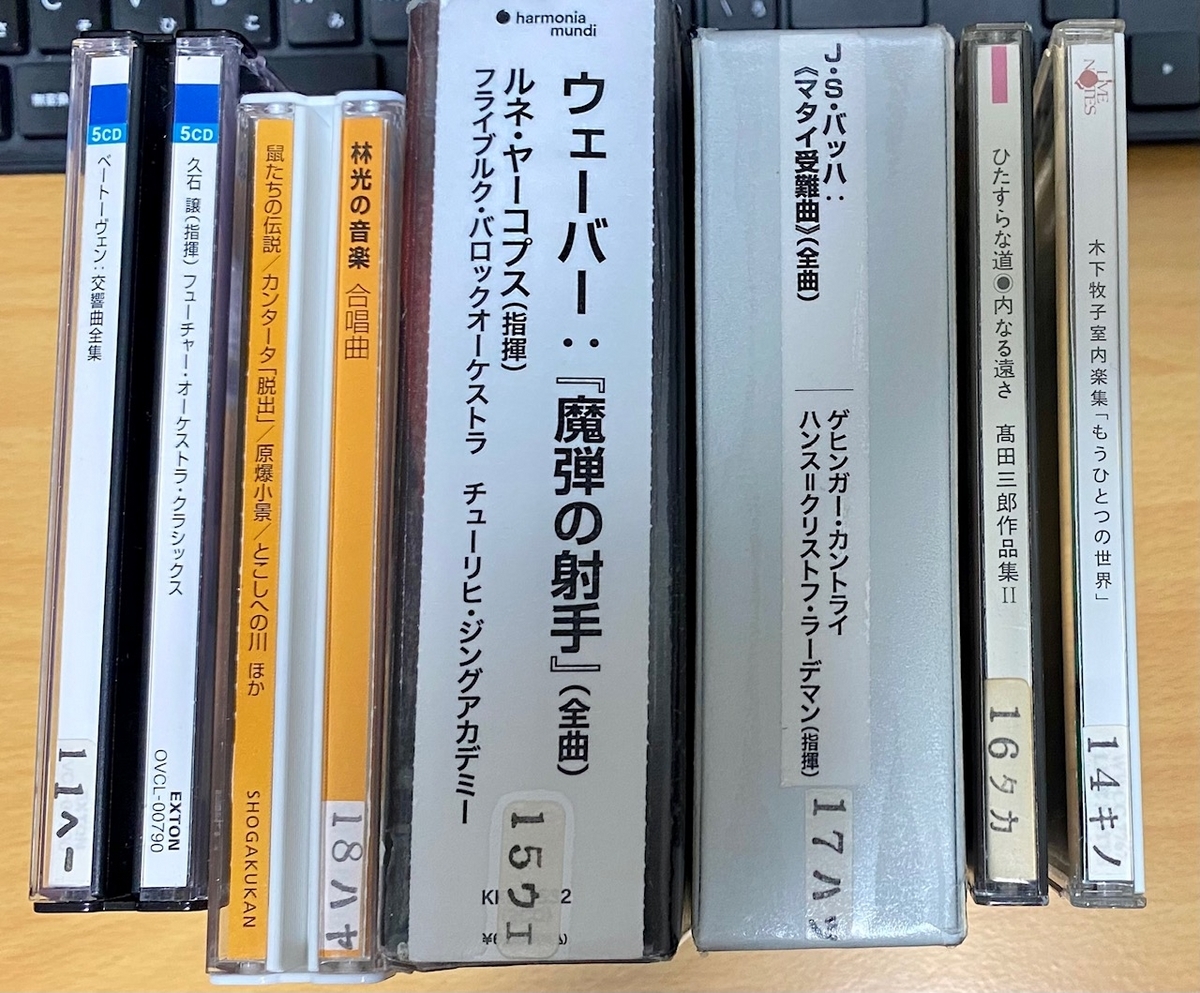 5CD
ベートーヴェン:交響曲全集
11ベー
5CD
久石 譲(指揮) フューチャー・オーケストラ・クラシックス
EXTON
OVCL-00790
鼠たちの伝説/カンタータ「脱出」/原爆小景/とこしへの川 ほか
SHOGAKUKAN
林光の音楽 合唱曲
18ハヤ
harmonia
mundi
ウェーバー:『魔弾の射手』(全曲)
ルネ・ヤーコプス(指揮)
フライブルク・バロックオーケストラ チューリヒ・ジングアカデミー
15ウエ
J・S・バッハ:
《マタイ受難曲》(全曲)
ゲヒンガー・カントライ
ハンス=クリストフ・ラーデマン(指揮)
17バッ
ひたすらな道◉内なる遠さ 髙田三郎作品集 II
16タカ
LIVE
NOTES
木下牧子室内楽集「もうひとつの世界」
14キノ